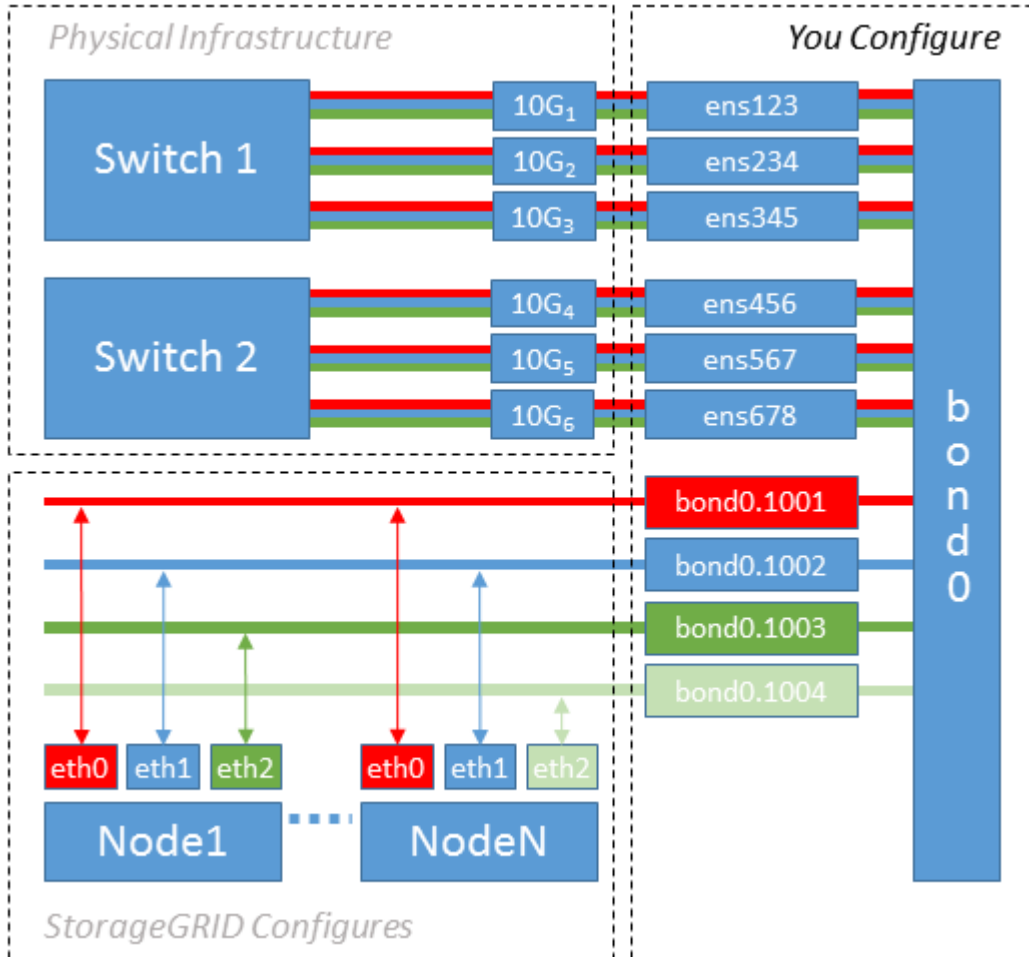 Physical Infrastructure
You Configure
Switch 1
10G₁
ens123
10G₂
ens234
10G₃
ens345
Switch 2
10G₄
ens456
10G₅
ens567
10G₆
ens678
bond0
bond0.1001
bond0.1002
bond0.1003
bond0.1004
eth0 eth1 eth2
eth0 eth1 eth2
Node1
NodeN
StorageGRID Configures